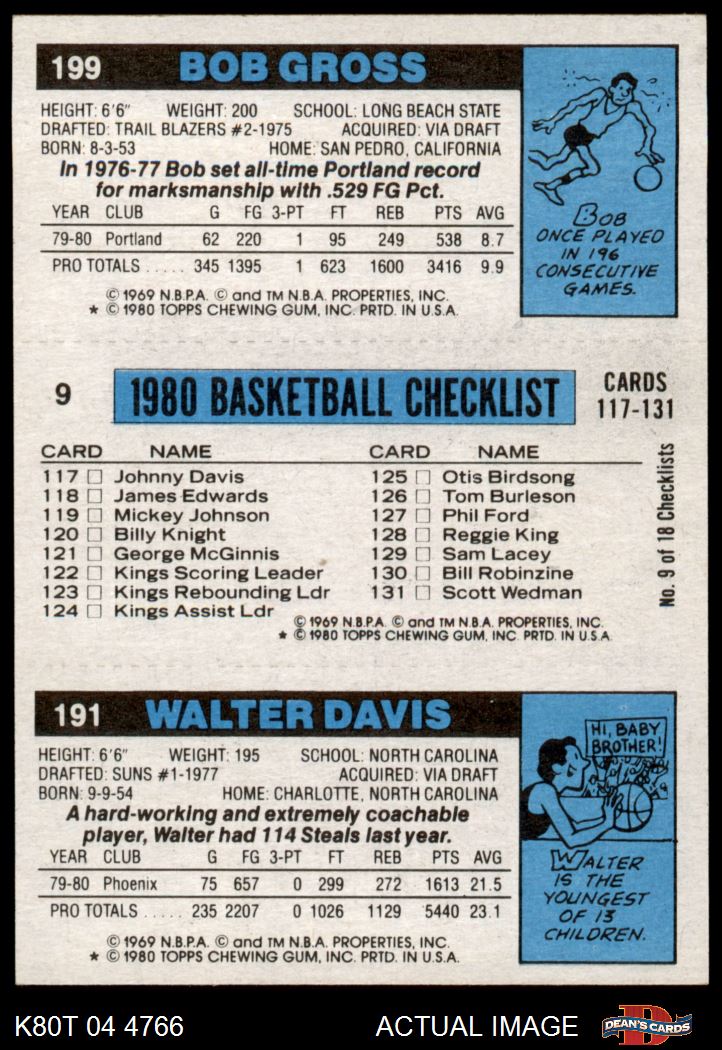 199 BOB GROSS
HEIGHT: 6'6" WEIGHT: 200 SCHOOL: LONG BEACH STATE
DRAFTED: TRAIL BLAZERS #2-1975 ACQUIRED: VIA DRAFT
BORN: 8-3-53 HOME: SAN PEDRO, CALIFORNIA
In 1976-77 Bob set all-time Portland record
for marksmanship with .529 FG Pct.
YEAR CLUB G FG 3-PT FT REB PTS AVG
79-80 Portland 62 220 1 95 249 538 8.7
PRO TOTALS ..... 345 1395 1 623 1600 3416 9.9
© 1969 N.B.P.A. © and TM N.B.A. PROPERTIES, INC.
* © 1980 TOPPS CHEWING GUM, INC. PRTD. IN U.S.A.
BOB
ONCE PLAYED
IN 196
CONSECUTIVE
GAMES.
9 1980 BASKETBALL CHECKLIST CARDS
117-131
CARD NAME
117 □ Johnny Davis
118 □ James Edwards
119 □ Mickey Johnson
120 □ Billy Knight
121 □ George McGinnis
122 □ Kings Scoring Leader
123 □ Kings Rebounding Ldr
124 □ Kings Assist Ldr
CARD NAME
125 □ Otis Birdsong
126 □ Tom Burleson
127 □ Phil Ford
128 □ Reggie King
129 □ Sam Lacey
130 □ Bill Robinzine
131 □ Scott Wedman
No. 9 of 18 Checklists
© 1969 N.B.P.A. © and TM N.B.A. PROPERTIES, INC.
* © 1980 TOPPS CHEWING GUM, INC. PRTD. IN U.S.A.
191 WALTER DAVIS
HEIGHT: 6'6" WEIGHT: 195 SCHOOL: NORTH CAROLINA
DRAFTED: SUNS #1-1977 ACQUIRED: VIA DRAFT
BORN: 9-9-54 HOME: CHARLOTTE, NORTH CAROLINA
A hard-working and extremely coachable
player, Walter had 114 Steals last year.
YEAR CLUB G FG 3-PT FT REB PTS AVG
79-80 Phoenix 75 657 0 299 272 1613 21.5
PRO TOTALS ..... 235 2207 0 1026 1129 5440 23.1
© 1969 N.B.P.A. © and TM N.B.A. PROPERTIES, INC.
* © 1980 TOPPS CHEWING GUM, INC. PRTD. IN U.S.A.
HI, BABY
BROTHER!
WALTER
IS THE
YOUNGEST
OF 13
CHILDREN.
K80T 04 4766 ACTUAL IMAGE DEAN'S CARDS